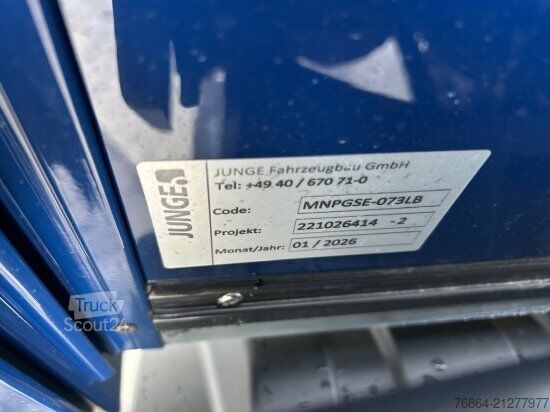 JUNGE
JUNGE Fahrzeugbau GmbH
Tel: +49 40 / 670 71-0
Code: MNPGSE-073LB
Projekt: 221026414 -2
Monat/Jahr: 01 / 2026
Truck
Scout24
76864-21277977